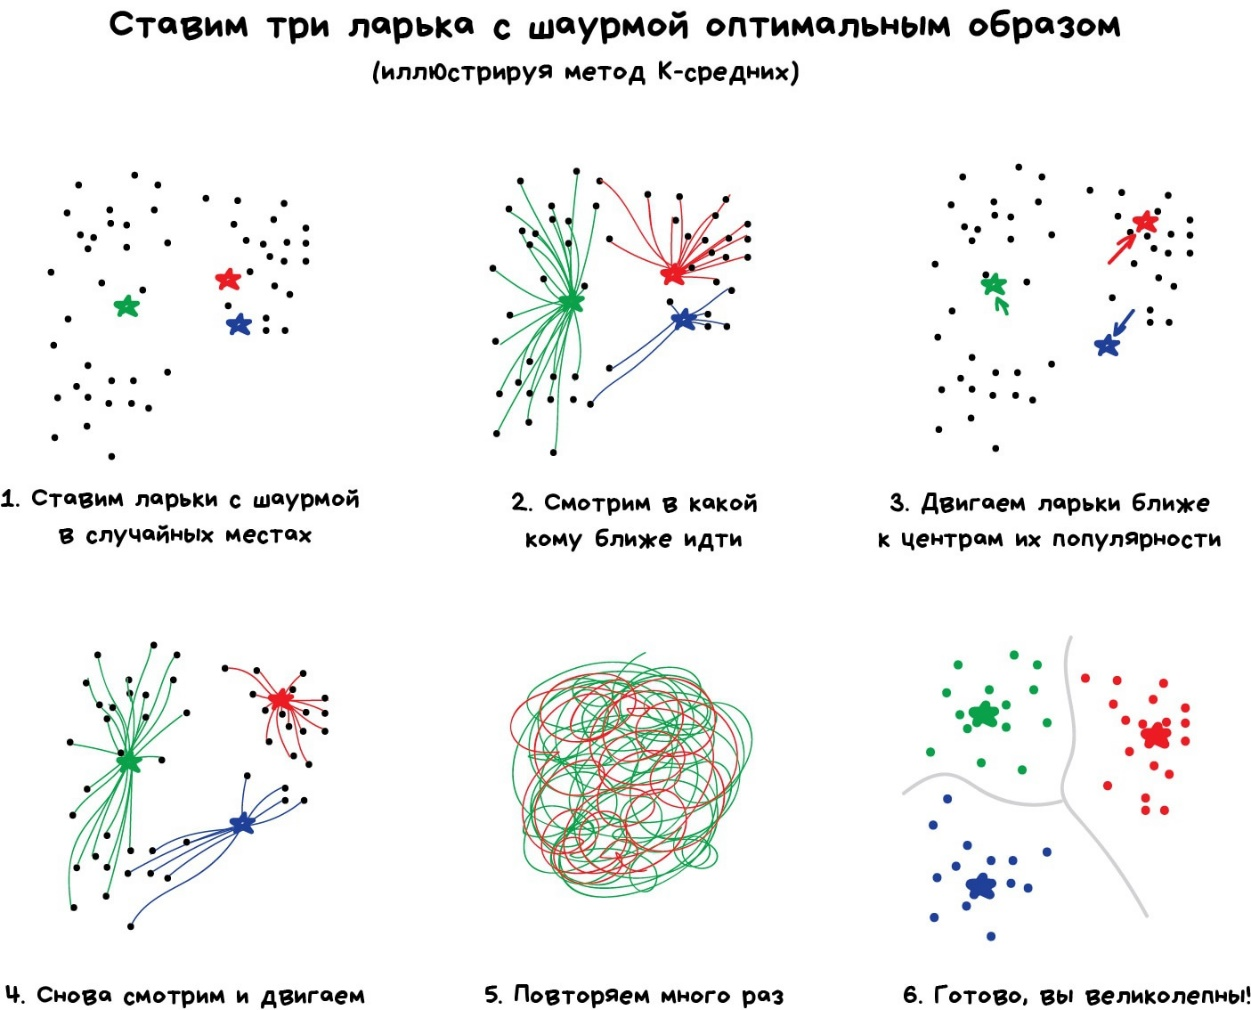 Ставим три ларька с шаурмой оптимальным образом
(иллюстрируя метод К-средних)
1. Ставим ларьки с шаурмой
в случайных местах
2. Смотрим в какой
кому ближе идти
3. Двигаем ларьки ближе
к центрам их популярности
4. Снова смотрим и двигаем
5. Повторяем много раз
6. Готово, вы великолепны!